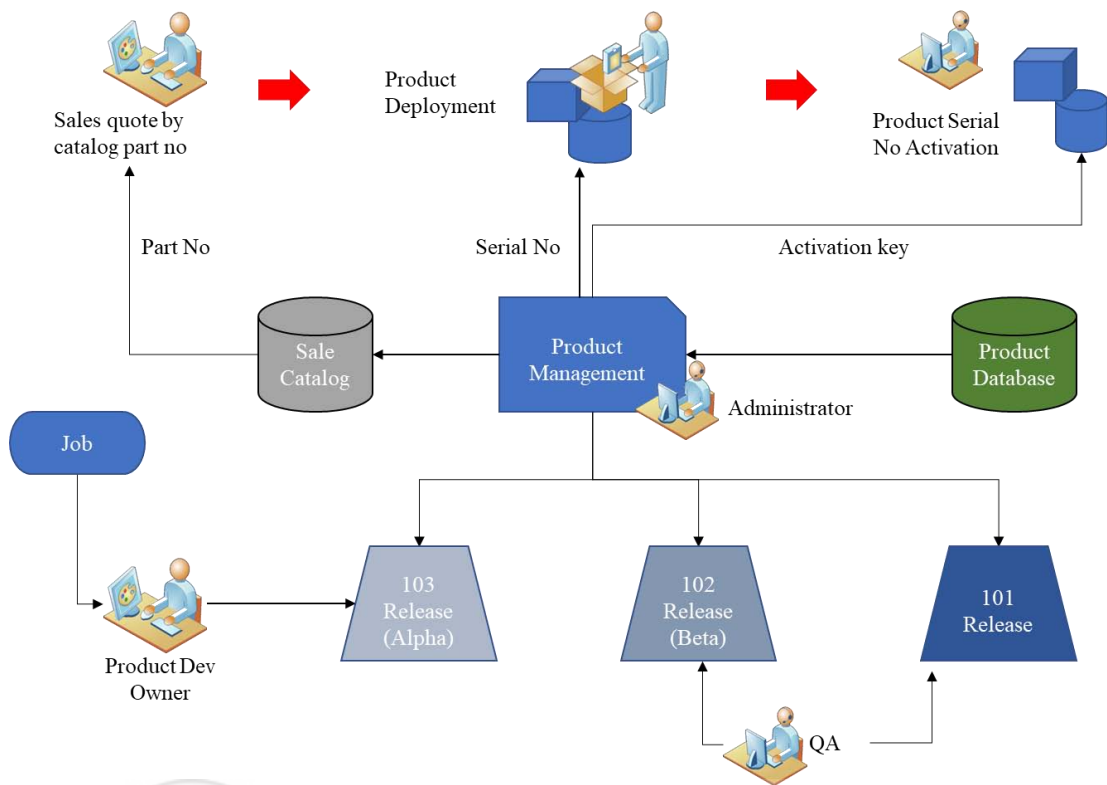 Sales quote by
catalog part no
Product
Deployment
Product Serial
No Activation
Part No
Serial No
Activation key
Sale
Catalog
Product
Management
Product
Database
Administrator
Job
103
Release
(Alpha)
102
Release
(Beta)
101
Release
Product Dev
Owner
QA